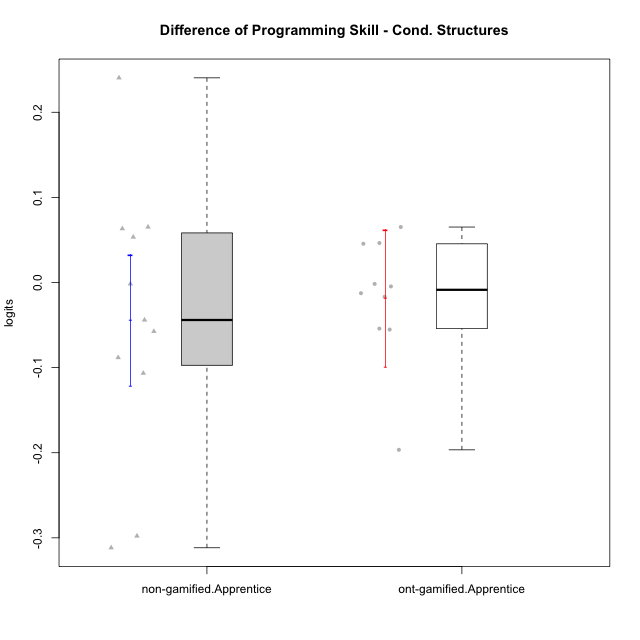 Difference of Programming Skill - Cond. Structures
logits
0.2
0.1
0.0
-0.1
-0.2
-0.3
non-gamified.Apprentice
ont-gamified.Apprentice